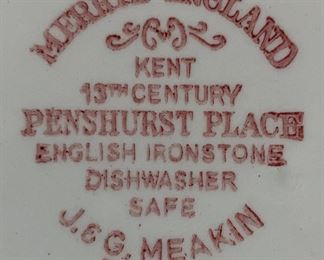 MERRIE ENGLAND
KENT
13TH CENTURY
PENSHURST PLACE
ENGLISH IRONSTONE
DISHWASHER
SAFE
J.&G. MEAKIN